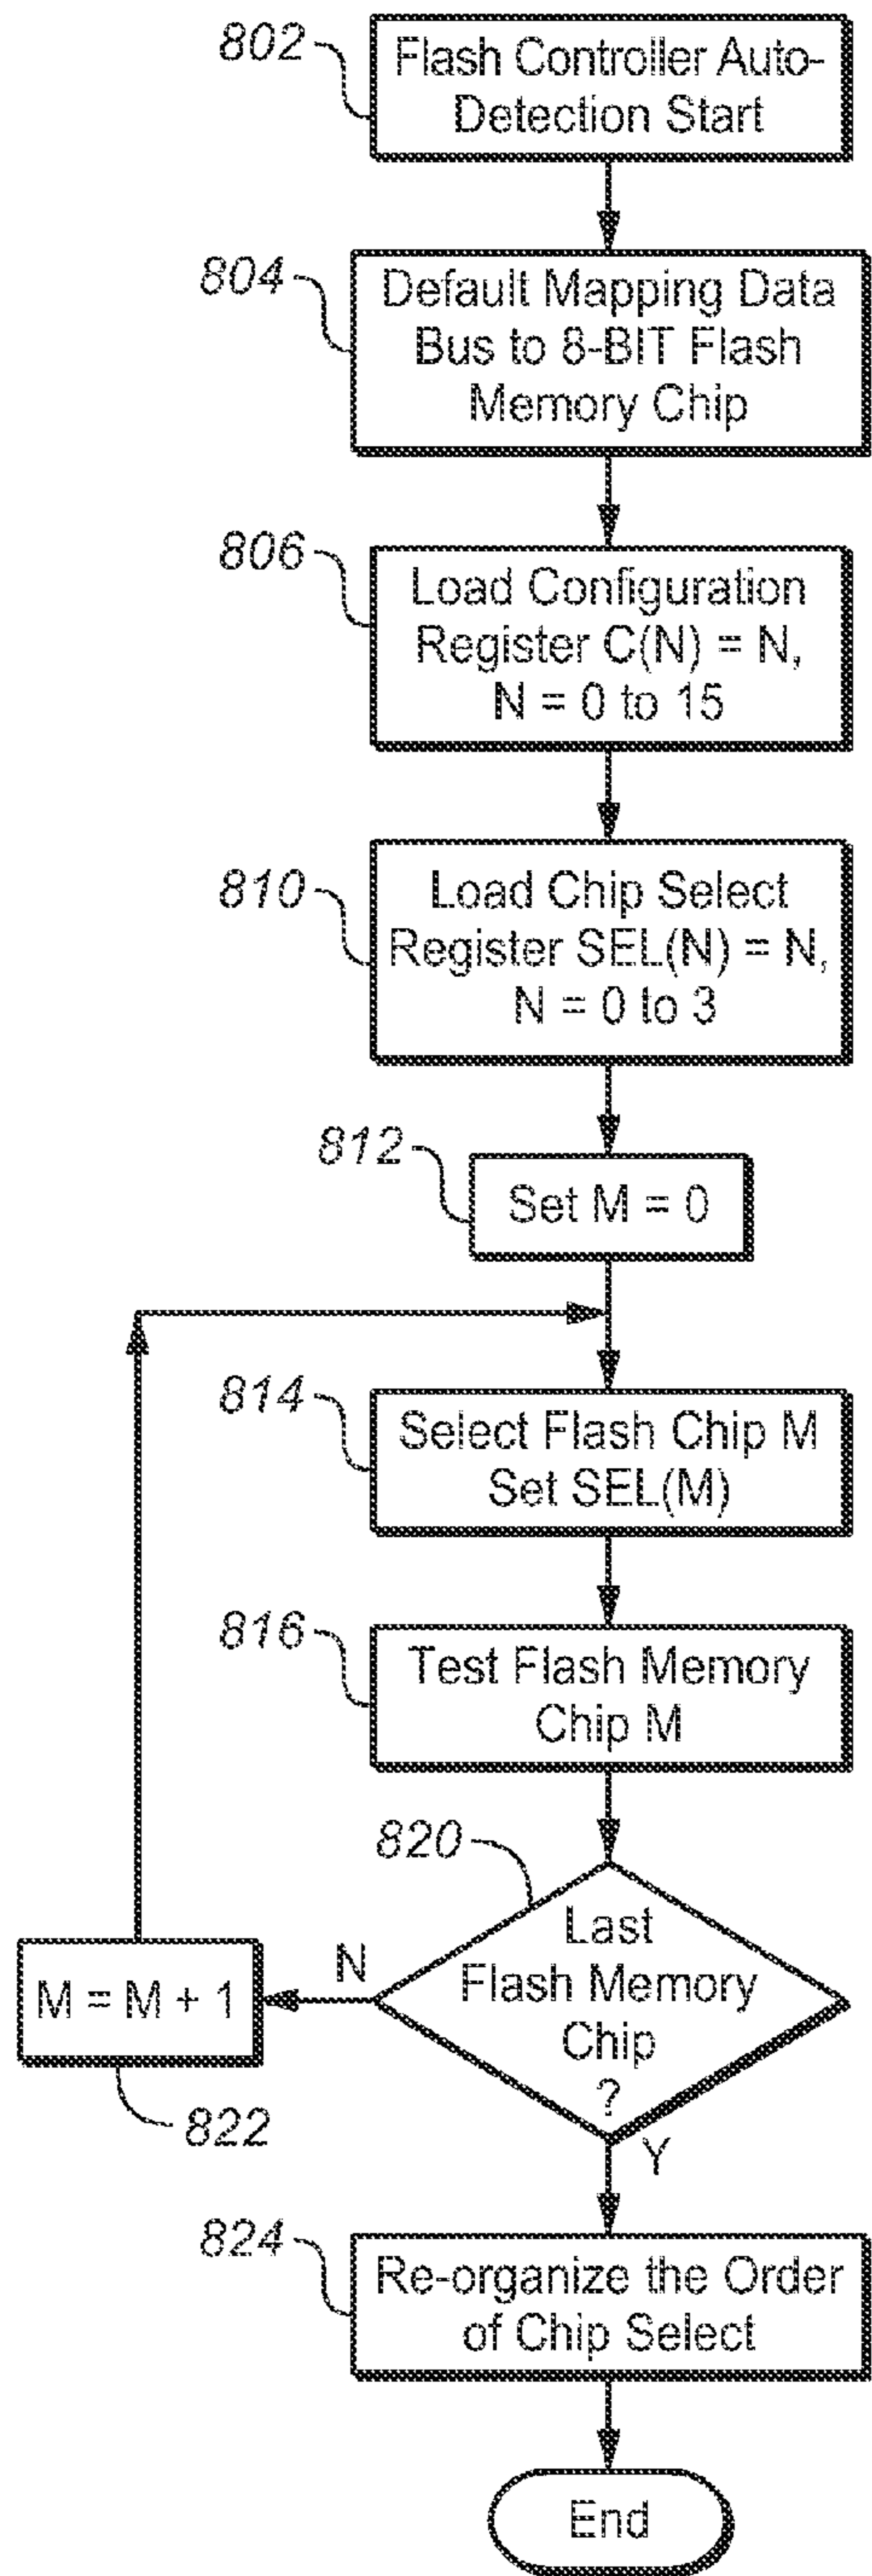 802
Flash Controller Auto-
Detection Start
804
Default Mapping Data
Bus to 8-BIT Flash
Memory Chip
806
Load Configuration
Register C(N) = N,
N = 0 to 15
810
Load Chip Select
Register SEL(N) = N,
N = 0 to 3
812
Set M = 0
814
Select Flash Chip M
Set SEL(M)
816
Test Flash Memory
Chip M
820
Last
Flash Memory
Chip
?
N
M = M + 1
822
Y
824
Re-organize the Order
of Chip Select
End